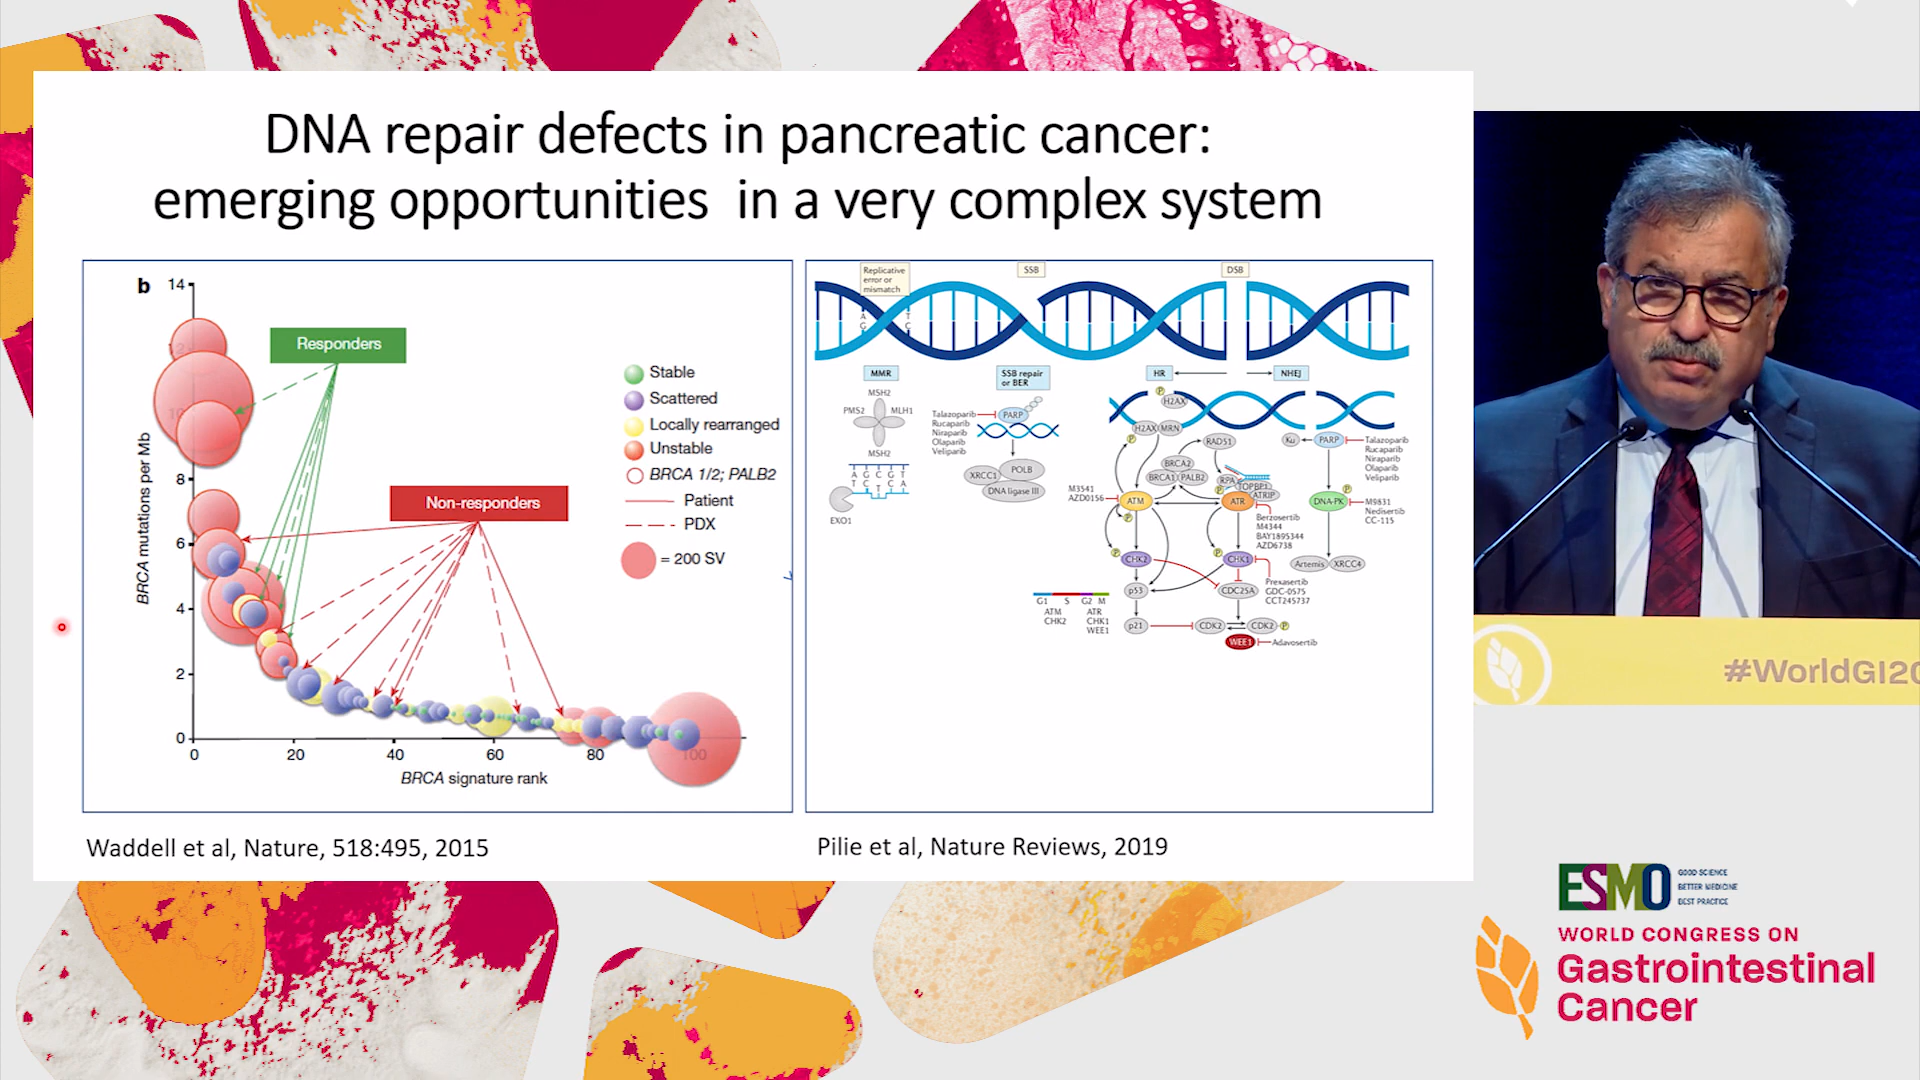 DNA repair defects in pancreatic cancer:
emerging opportunities in a very complex system
b
14
12
10
8
6
4
2
0
BRCA mutations per Mb
0
20
40
60
80
100
BRCA signature rank
Responders
Non-responders
Stable
Scattered
Locally rearranged
Unstable
BRCA 1/2; PALB2
Patient
PDX
= 200 SV
Waddell et al, Nature, 518:495, 2015
Replicative
error or
mismatch
SSB
DSB
A
G
T
C
MMR
SSB repair
or BER
HR
NHEJ
MSH2
PMS2
MLH1
MSH2
A G C G T
T C T C A
EXO1
Talazoparib
Rucaparib
Niraparib
Olaparib
Veliparib
PARP
XRCC1
POLB
DNA ligase III
P
H2AX
H2AX
MRN
P
RAD51
BRCA2
BRCA1
PALB2
RPA
TOPBP1
ATRIP
P
M3541
AZD0156
ATM
P
ATR
Berzosertib
M4344
BAY1895344
AZD6738
P
CHK2
P
CHK1
Prexasertib
GDC-0575
CCT245737
p53
CDC25A
G1 S G2 M
ATM
CHK2
ATR
CHK1
WEE1
p21
CDK2
CDK2
P
WEE1
Adavosertib
Ku
PARP
Talazoparib
Rucaparib
Niraparib
Olaparib
Veliparib
P
DNA-PK
M9831
Nedisertib
CC-115
Artemis
XRCC4
Pilie et al, Nature Reviews, 2019
#WorldGI20
ESMO
GOOD SCIENCE
BETTER MEDICINE
BEST PRACTICE
WORLD CONGRESS ON
Gastrointestinal
Cancer